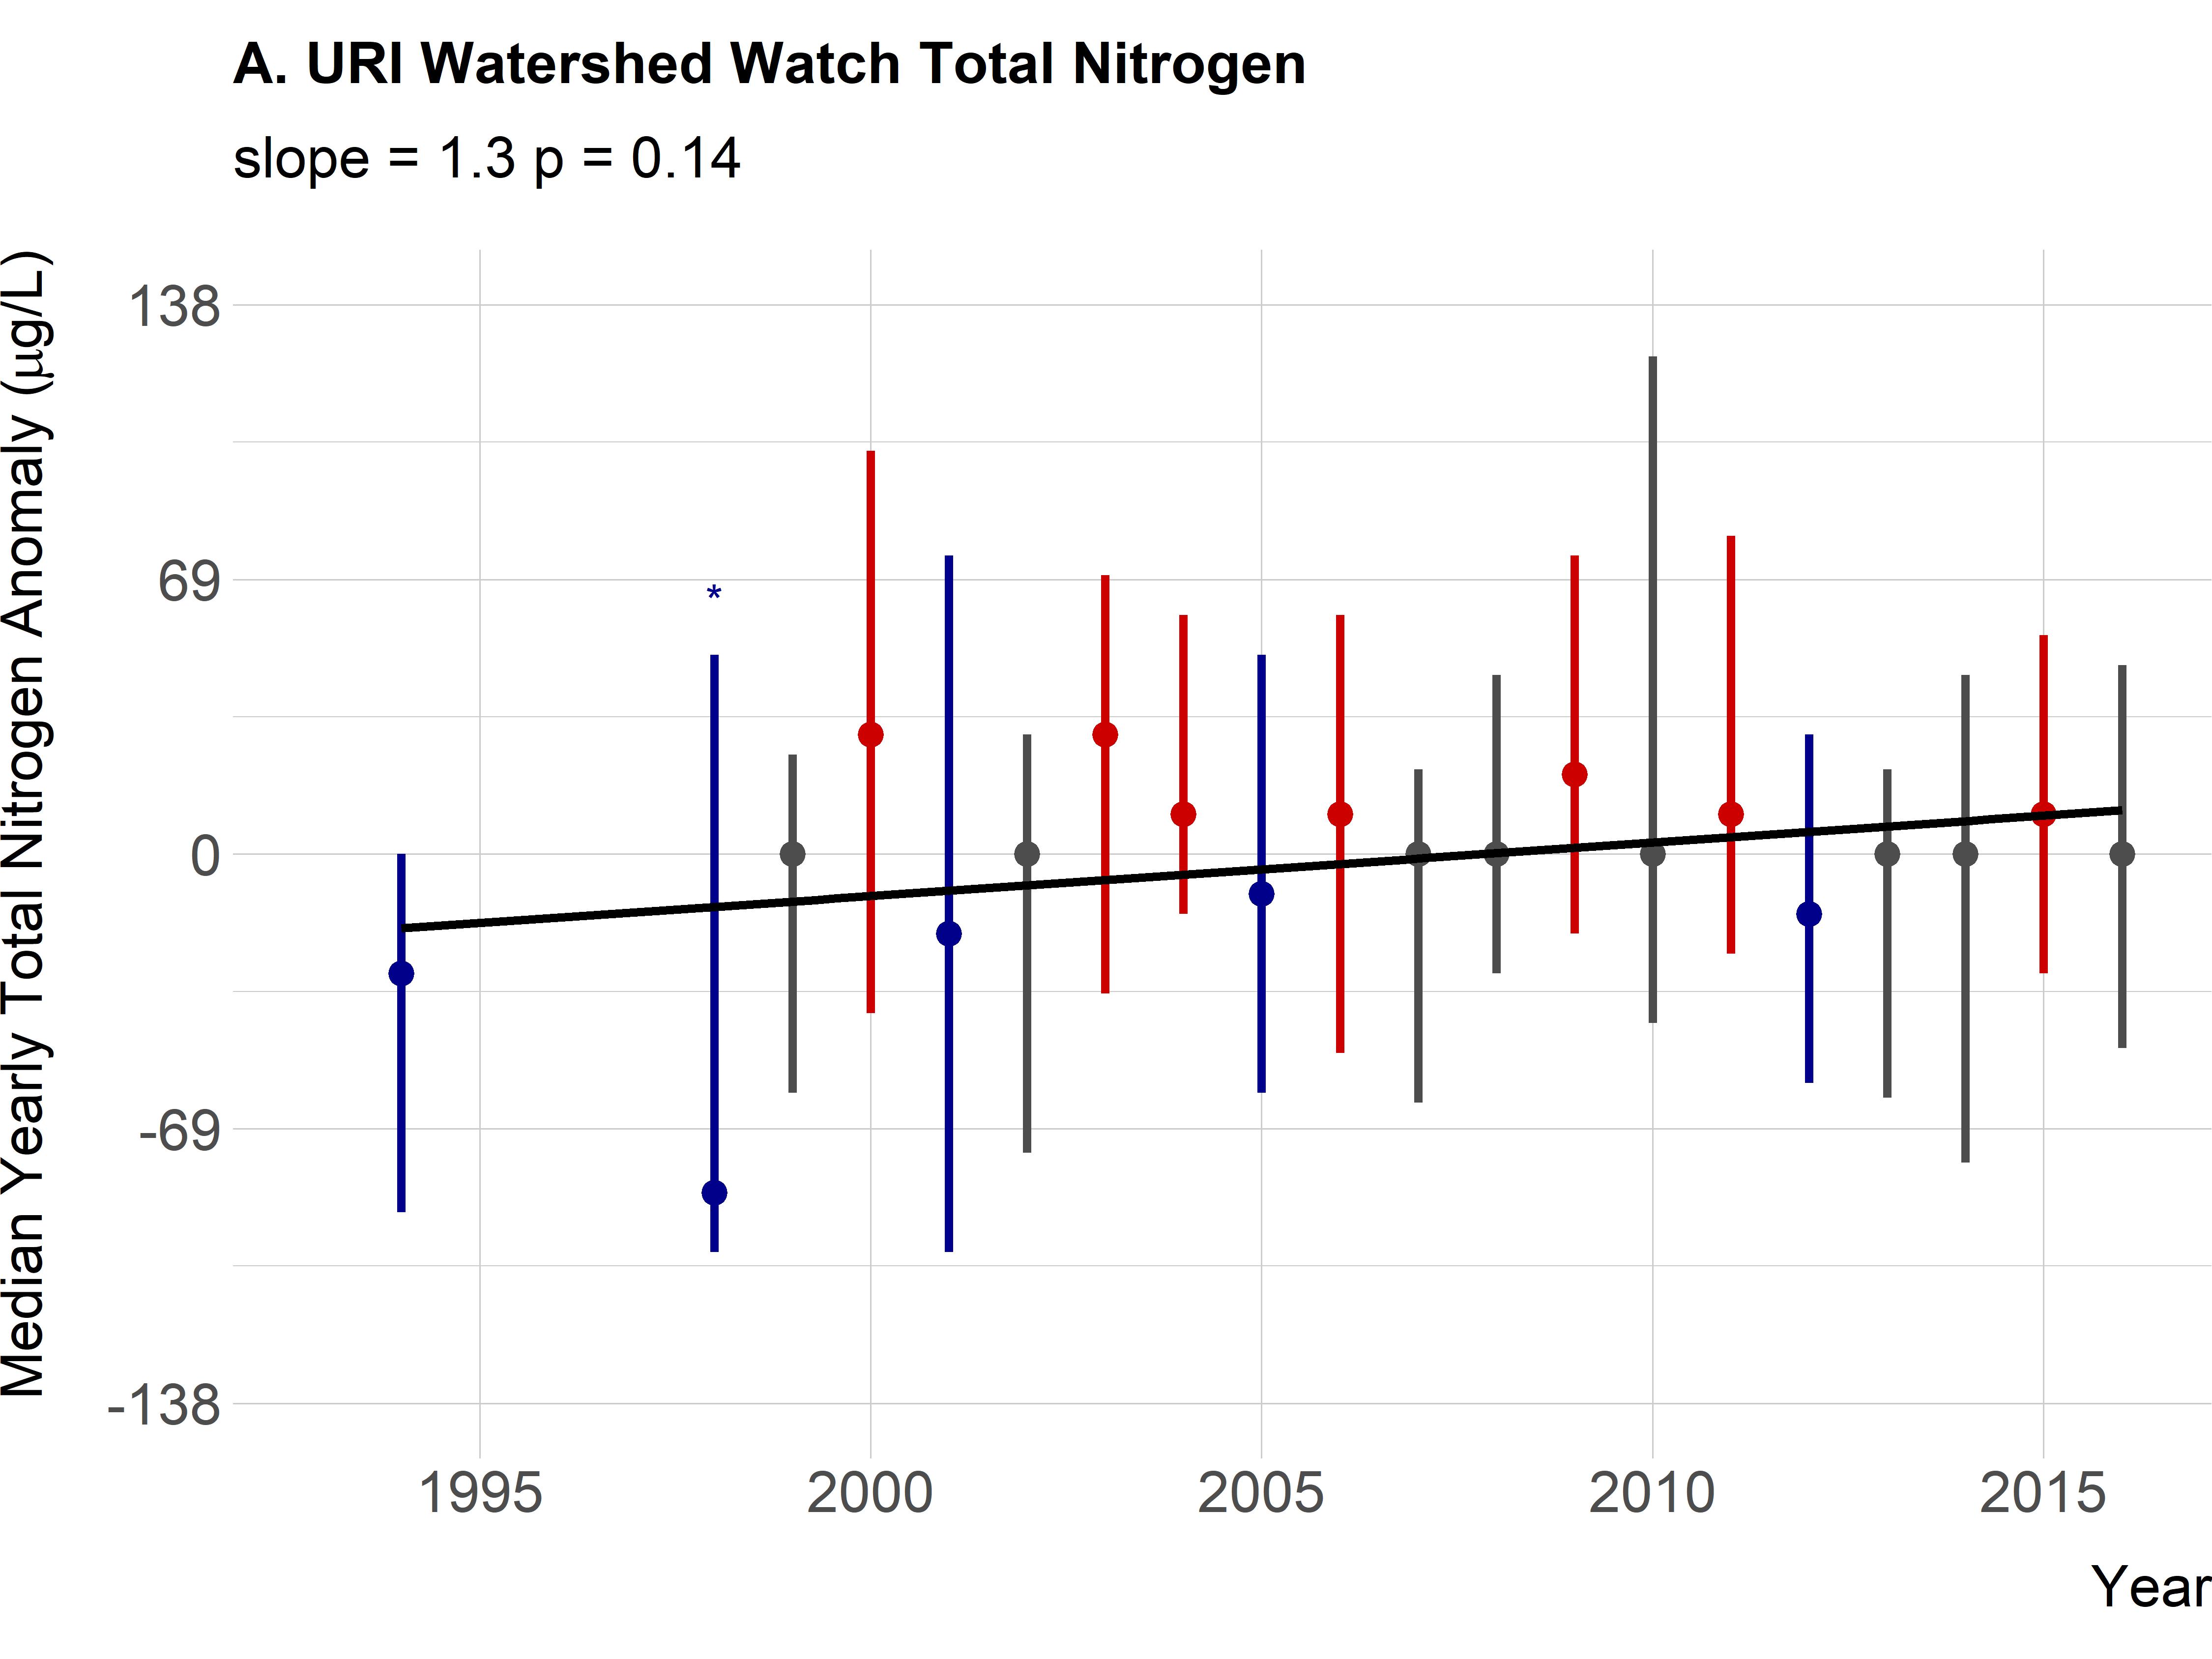 A. URI Watershed Watch Total Nitrogen
slope = 1.3 p = 0.14
Median Yearly Total Nitrogen Anomaly (μg/L)
138
69
0
-69
-138
*
1995 2000 2005 2010 2015
Year